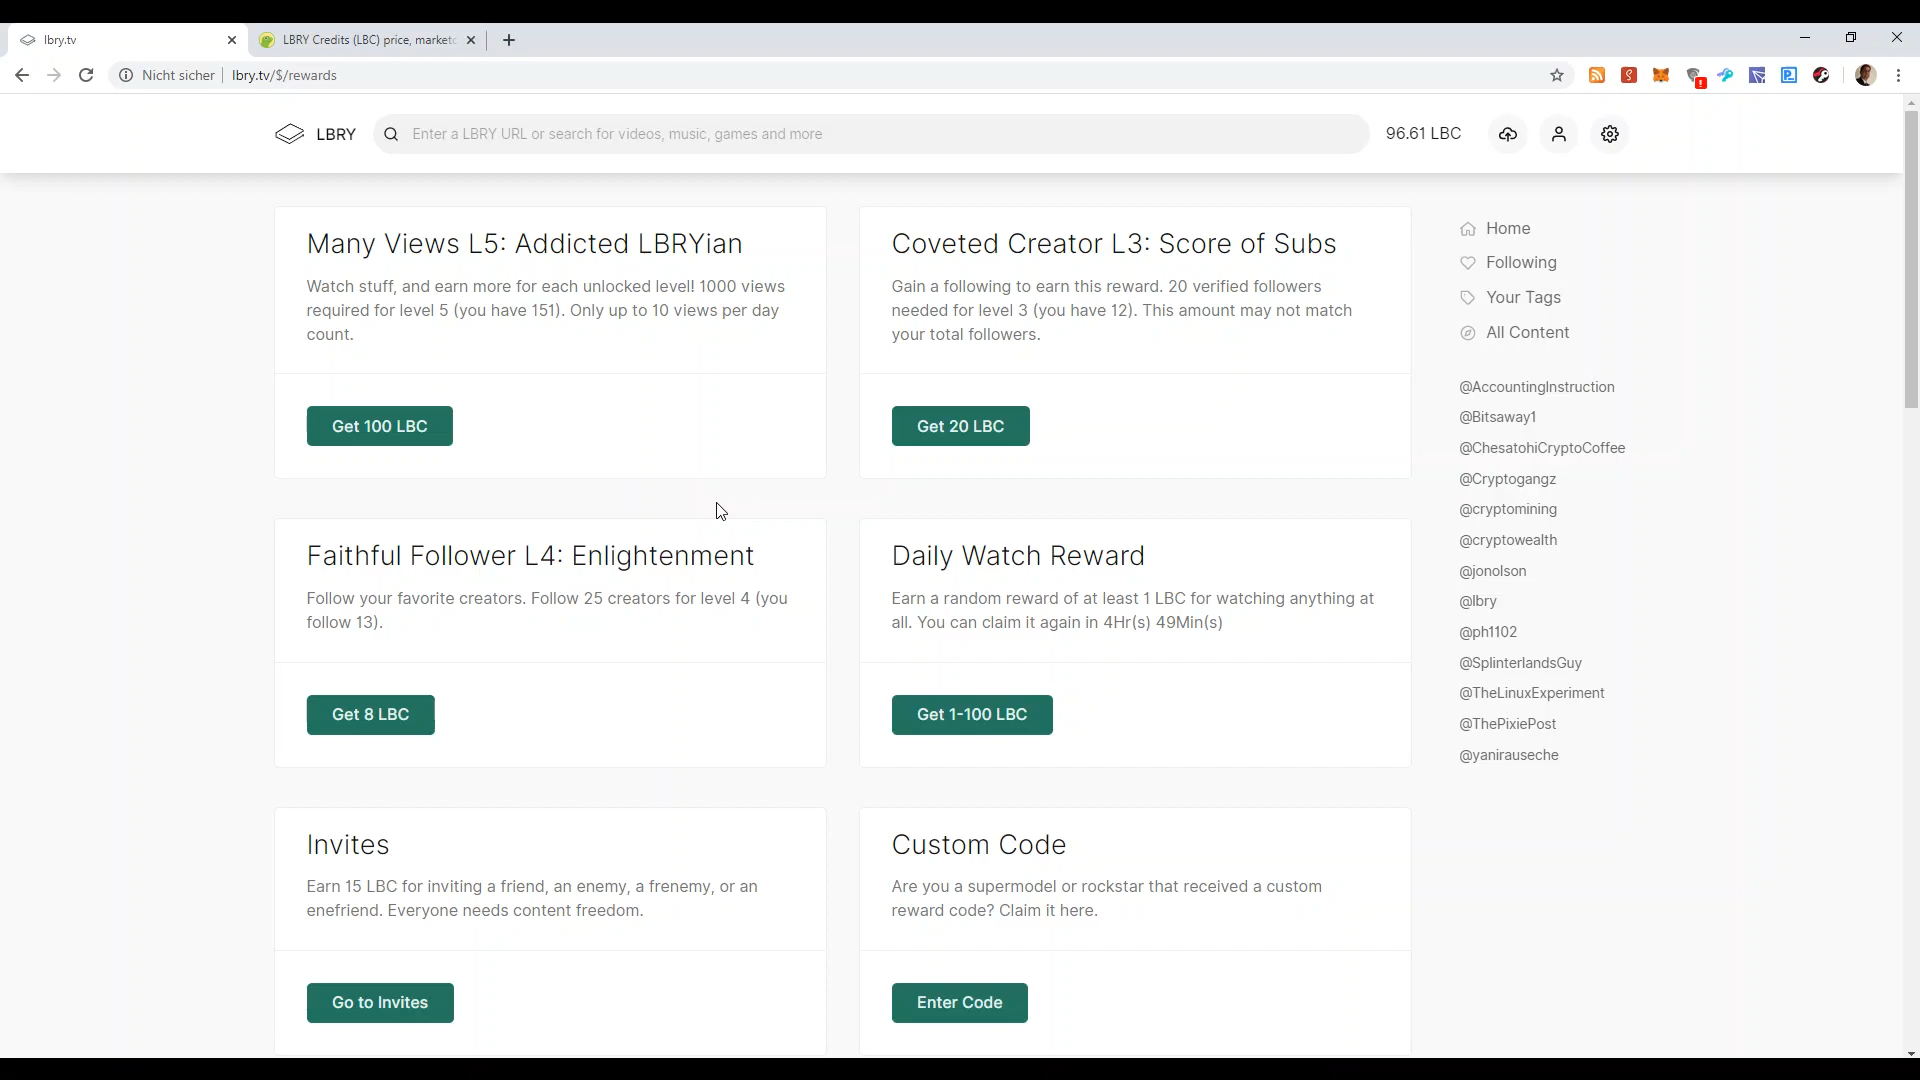 lbry.tv
LBRY Credits (LBC) price, marketc
Nicht sicher
lbry.tv/$/rewards
LBRY
Enter a LBRY URL or search for videos, music, games and more
96.61 LBC
Many Views L5: Addicted LBRYian
Watch stuff, and earn more for each unlocked level! 1000 views
required for level 5 (you have 151). Only up to 10 views per day
count.
Get 100 LBC
Coveted Creator L3: Score of Subs
Gain a following to earn this reward. 20 verified followers
needed for level 3 (you have 12). This amount may not match
your total followers.
Get 20 LBC
Faithful Follower L4: Enlightenment
Follow your favorite creators. Follow 25 creators for level 4 (you
follow 13).
Get 8 LBC
Daily Watch Reward
Earn a random reward of at least 1 LBC for watching anything at
all. You can claim it again in 4Hr(s) 49Min(s)
Get 1-100 LBC
Invites
Earn 15 LBC for inviting a friend, an enemy, a frenemy, or an
enefriend. Everyone needs content freedom.
Go to Invites
Custom Code
Are you a supermodel or rockstar that received a custom
reward code? Claim it here.
Enter Code
Home
Following
Your Tags
All Content
@AccountingInstruction
@Bitsaway1
@ChesatohiCryptoCoffee
@Cryptogangz
@cryptomining
@cryptowealth
@jonolson
@lbry
@ph1102
@SplinterlandsGuy
@TheLinuxExperiment
@ThePixiePost
@yanirauseche